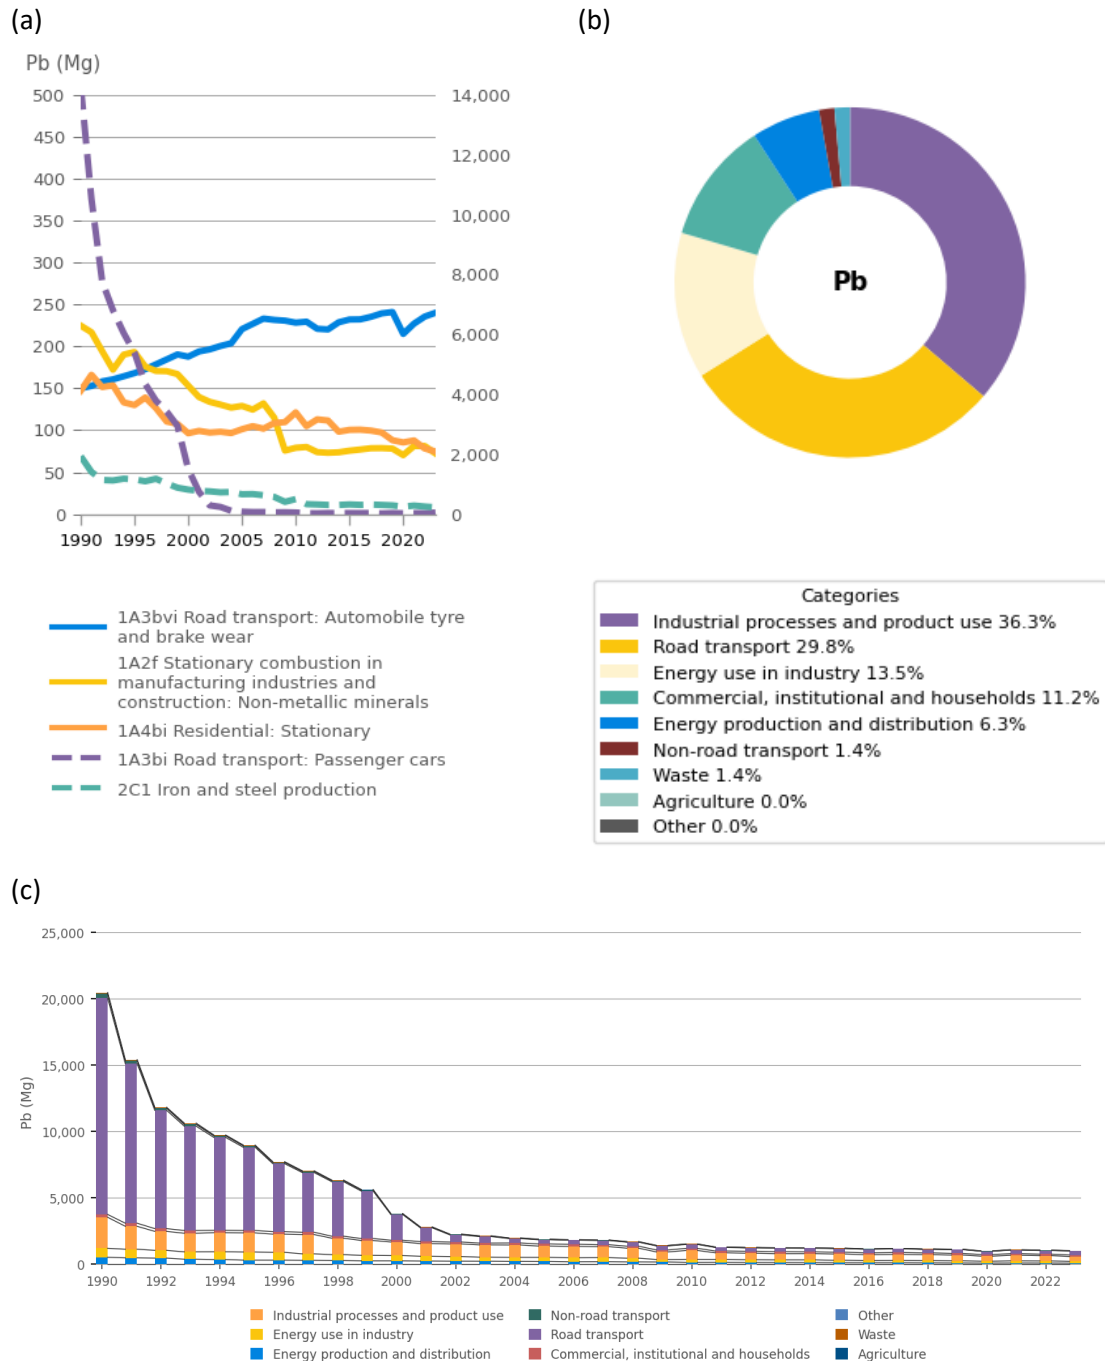 (a)
Pb (Mg)
500
450
400
350
300
250
200
150
100
50
0
14,000
12,000
10,000
8,000
6,000
4,000
2,000
0
1990 1995 2000 2005 2010 2015 2020
1A3bvi Road transport: Automobile tyre
and brake wear
1A2f Stationary combustion in
manufacturing industries and
construction: Non-metallic minerals
1A4bi Residential: Stationary
1A3bi Road transport: Passenger cars
2C1 Iron and steel production
(b)
Pb
Categories
Industrial processes and product use 36.3%
Road transport 29.8%
Energy use in industry 13.5%
Commercial, institutional and households 11.2%
Energy production and distribution 6.3%
Non-road transport 1.4%
Waste 1.4%
Agriculture 0.0%
Other 0.0%
(c)
Pb (Mg)
25,000
20,000
15,000
10,000
5,000
0
1990 1992 1994 1996 1998 2000 2002 2004 2006 2008 2010 2012 2014 2016 2018 2020 2022
Industrial processes and product use
Energy use in industry
Energy production and distribution
Non-road transport
Road transport
Commercial, institutional and households
Other
Waste
Agriculture